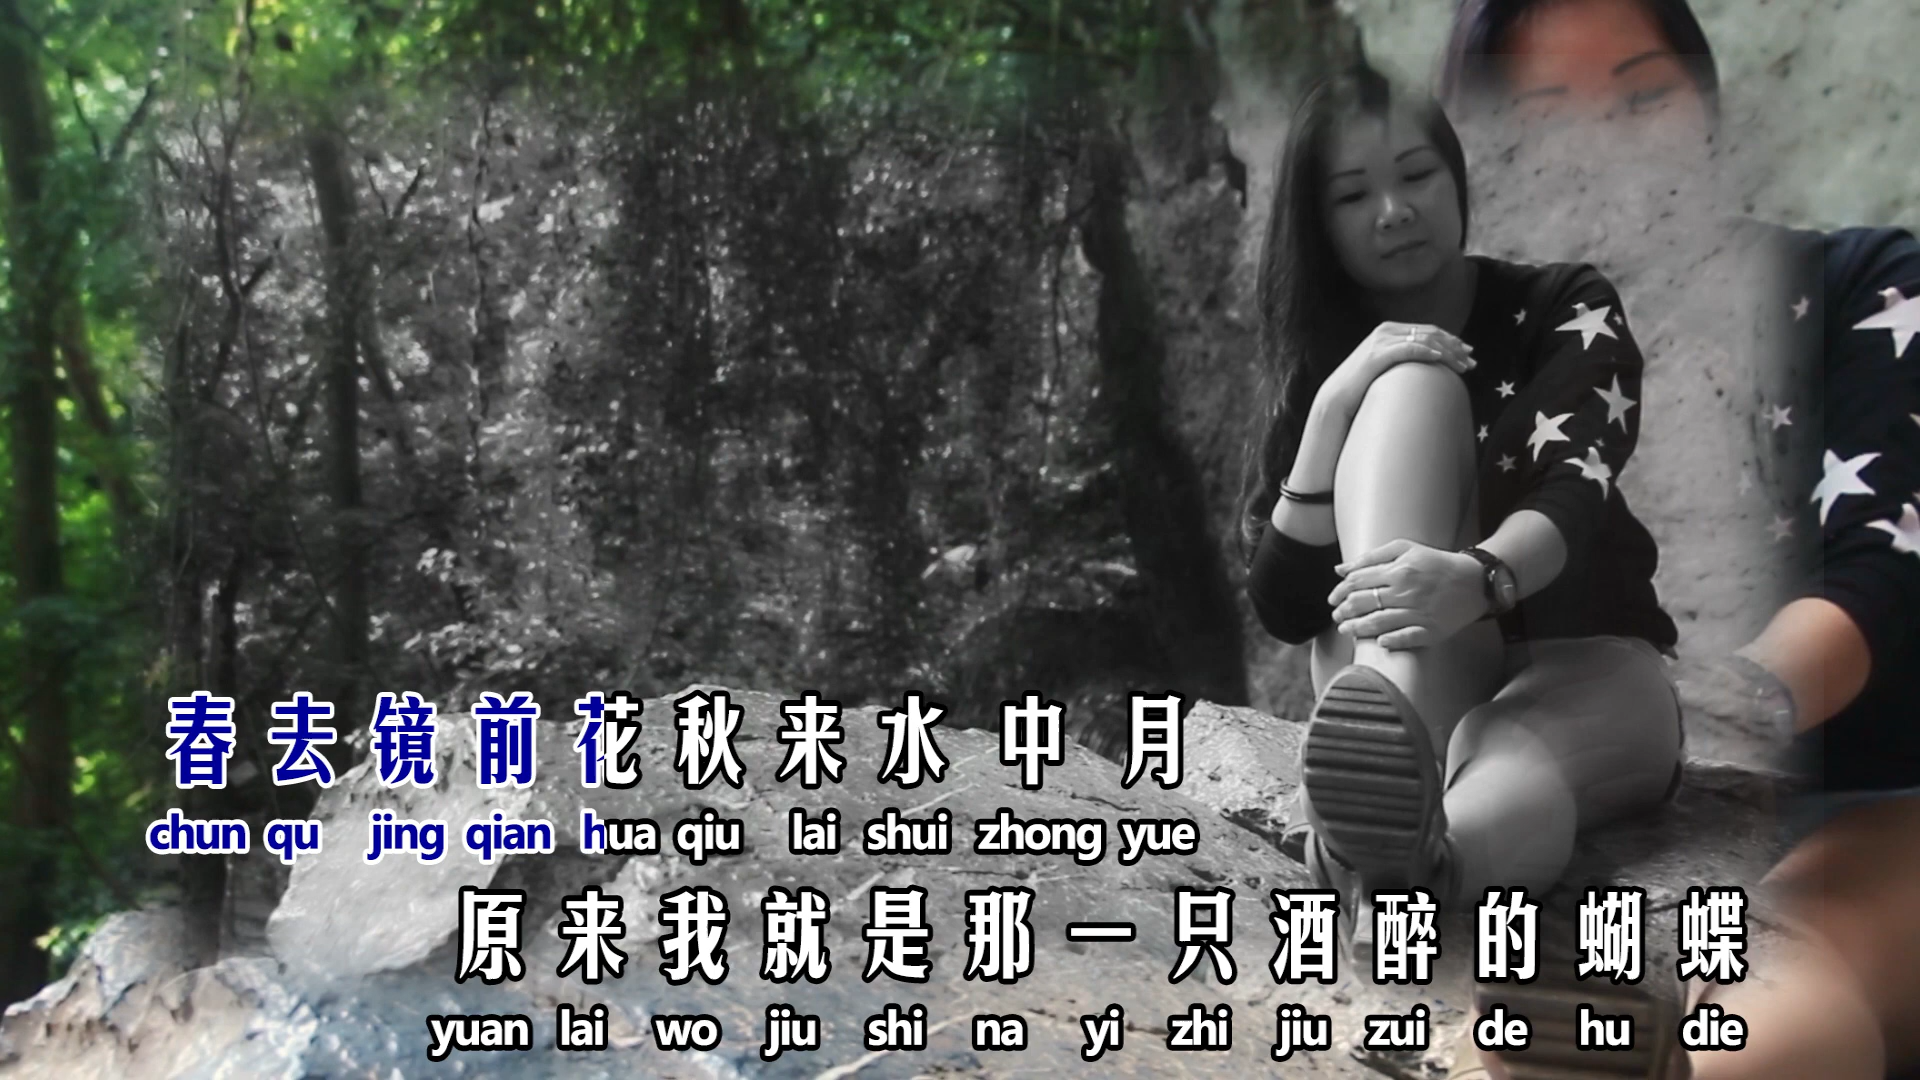 春去镜前花秋来水中月
chun qu jing qian hua qiu lai shui zhong yue
原来我就是那一只酒醉的蝴蝶
yuan lai wo jiu shi na yi zhi jiu zui de hu die